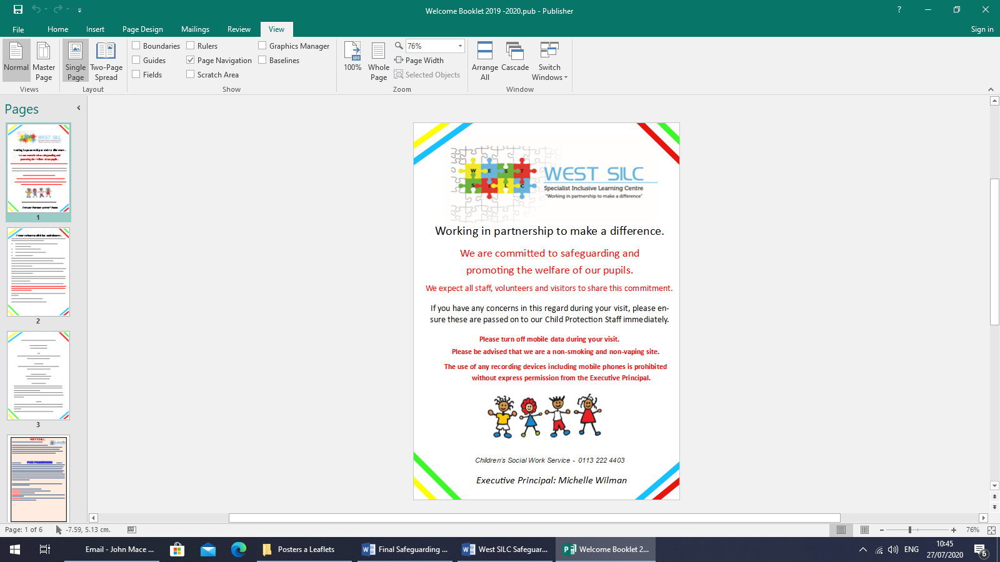 Welcome Booklet 2019 -2020.pub - Publisher
?
File Home Insert Page Design Mailings Review View Sign in
Normal
Master Page
Single Page
Two-Page Spread
Boundaries
Guides
Fields
Rulers
Page Navigation
Scratch Area
Graphics Manager
Baselines
100%
Whole Page
76%
Page Width
Selected Objects
Arrange All
Cascade
Switch Windows
Views Layout Show Zoom Window
Pages
1
2
3
WEST
SILC
WEST SILC
Specialist Inclusive Learning Centre
"Working in partnership to make a difference"
Working in partnership to make a difference.
We are committed to safeguarding and
promoting the welfare of our pupils.
We expect all staff, volunteers and visitors to share this commitment.
If you have any concerns in this regard during your visit, please en-
sure these are passed on to our Child Protection Staff immediately.
Please turn off mobile data during your visit.
Please be advised that we are a non-smoking and non-vaping site.
The use of any recording devices including mobile phones is prohibited
without express permission from the Executive Principal.
Children's Social Work Service - 0113 222 4403
Executive Principal: Michelle Wilman
Page: 1 of 6 -7.59, 5.13 cm. 76%
Email - John Mace ... Posters a Leaflets Final Safeguarding ... West SILC Safeguar... Welcome Booklet 2... ENG
10:45
27/07/2020
6